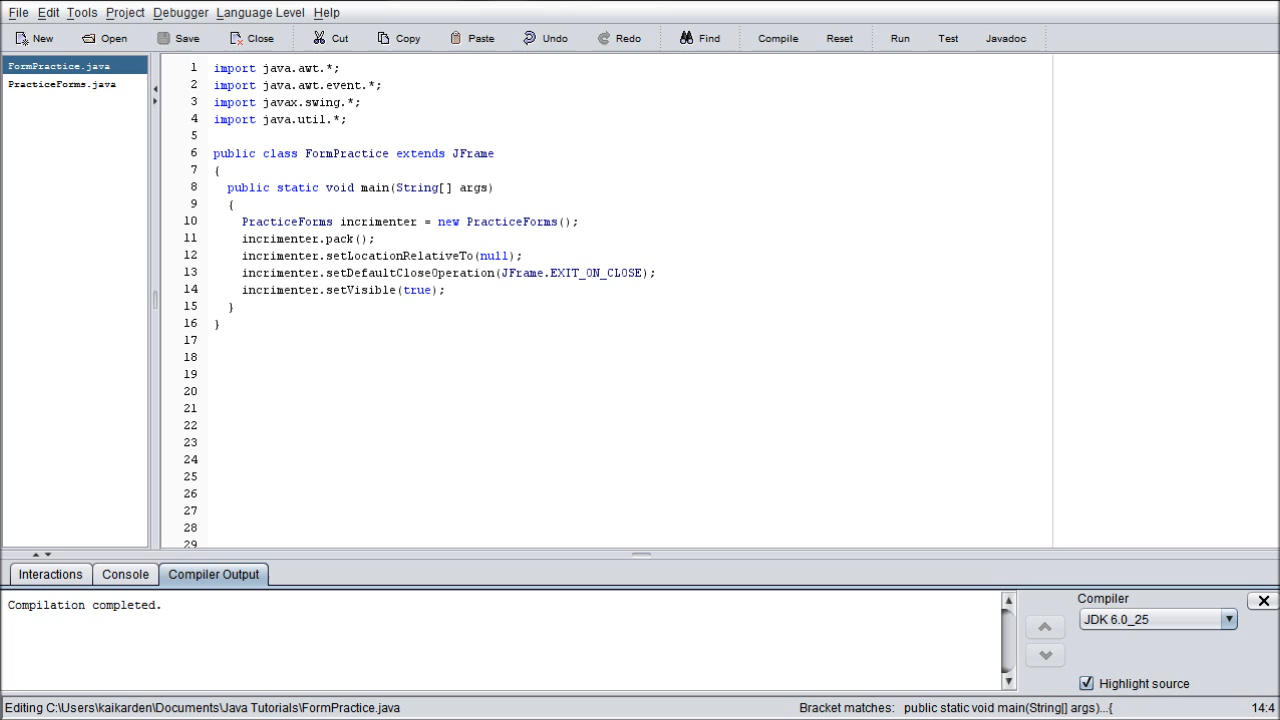 File Edit Tools Project Debugger Language Level Help
New Open Save Close Cut Copy Paste Undo Redo Find Compile Reset Run Test Javadoc
FormPractice.java
PracticeForms.java
1 import java.awt.*;
2 import java.awt.event.*;
3 import javax.swing.*;
4 import java.util.*;
5
6 public class FormPractice extends JFrame
7 {
8 public static void main(String[] args)
9 {
10 PracticeForms incrimenter = new PracticeForms();
11 incrimenter.pack();
12 incrimenter.setLocationRelativeTo(null);
13 incrimenter.setDefaultCloseOperation(JFrame.EXIT_ON_CLOSE);
14 incrimenter.setVisible(true);
15 }
16 }
17
18
19
20
21
22
23
24
25
26
27
28
29
Interactions Console Compiler Output
Compilation completed.
Compiler
JDK 6.0_25
Highlight source
Editing C:\Users\kaikarden\Documents\Java Tutorials\FormPractice.java Bracket matches: public static void main(String[] args)...{ 14:4